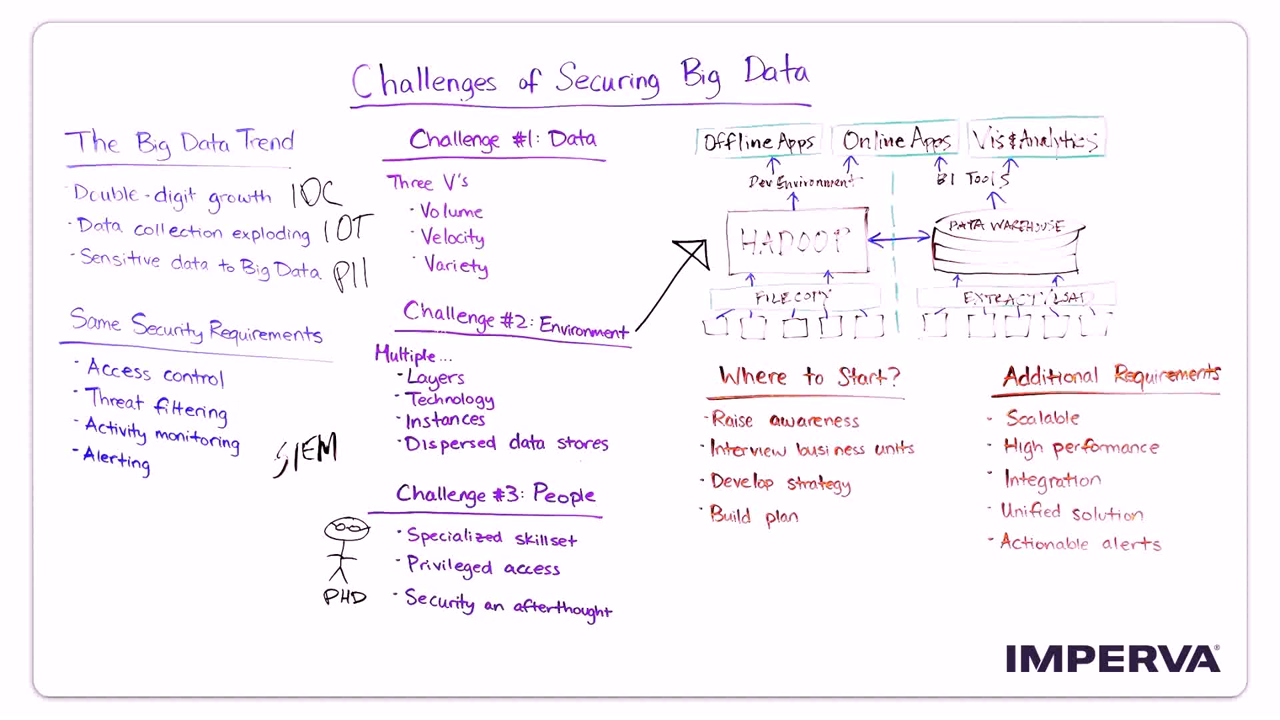 Challenges of Securing Big Data
The Big Data Trend
Double-digit growth IDC
· Data collection exploding IOT
· Sensitive data to Big Data PII
Same Security Requirements
· Access control
· Threat filtering
· Activity monitoring
· Alerting
SIEM
Challenge #1: Data
Three V's
· Volume
· Velocity
· Variety
Challenge #2: Environment
Multiple...
· Layers
· Technology
· Instances
· Dispersed data stores
Challenge #3: People
· Specialized skillset
· Privileged access
· Security an afterthought
PHD
Offline Apps
Online Apps
Vis & Analytics
Dev Environment
BI Tools
HADOOP
DATA WAREHOUSE
FILE COPY
EXTRACT/LOAD
Where to Start?
· Raise awareness
· Interview business units
· Develop strategy
· Build plan
Additional Requirements
· Scalable
· High performance
· Integration
· Unified solution
· Actionable alerts
IMPERVA